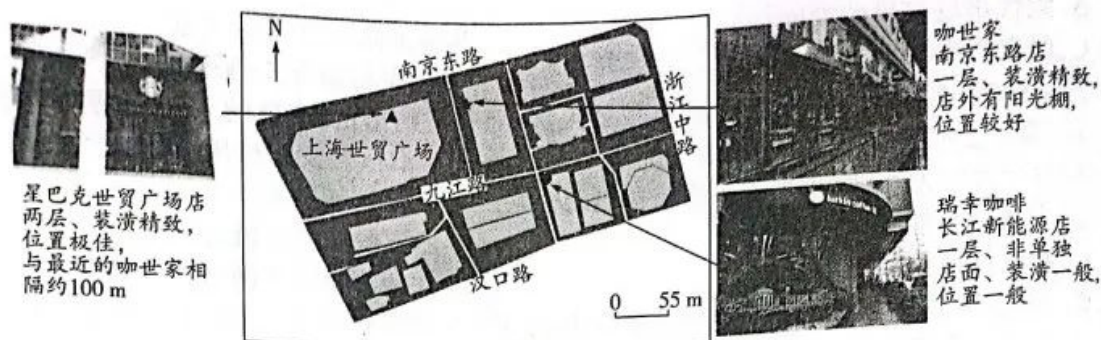 星巴克世贸广场店
两层、装潢精致，
位置极佳，
与最近的咖世家相
隔约100 m
N
南京东路
浙江中路
上海世贸广场
九江路
汉口路
0 55 m
咖世家
南京东路店
一层、装潢精致，
店外有阳光棚，
位置较好
瑞幸咖啡
长江新能源店
一层、非单独
店面、装潢一般，
位置一般